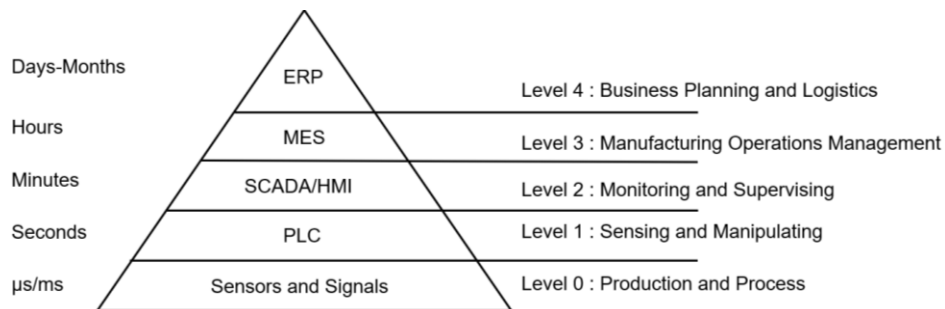 Days-Months
ERP
Level 4 : Business Planning and Logistics
Hours
MES
Level 3 : Manufacturing Operations Management
Minutes
SCADA/HMI
Level 2 : Monitoring and Supervising
Seconds
PLC
Level 1 : Sensing and Manipulating
µs/ms
Sensors and Signals
Level 0 : Production and Process